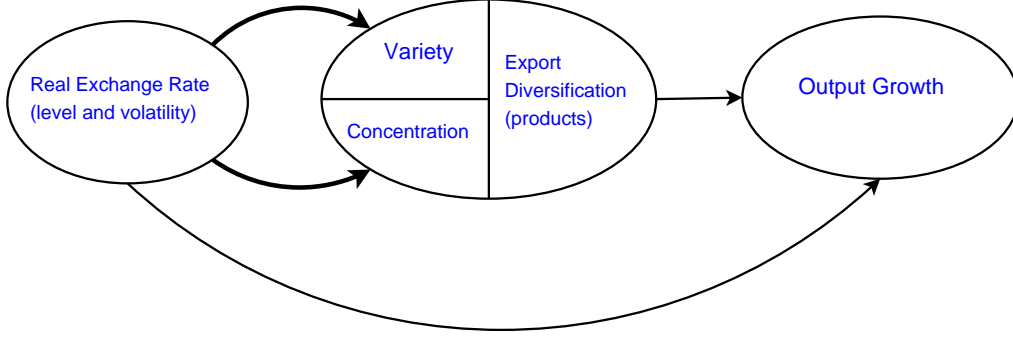 Real Exchange Rate
(level and volatility)
Variety
Concentration
Export
Diversification
(products)
Output Growth